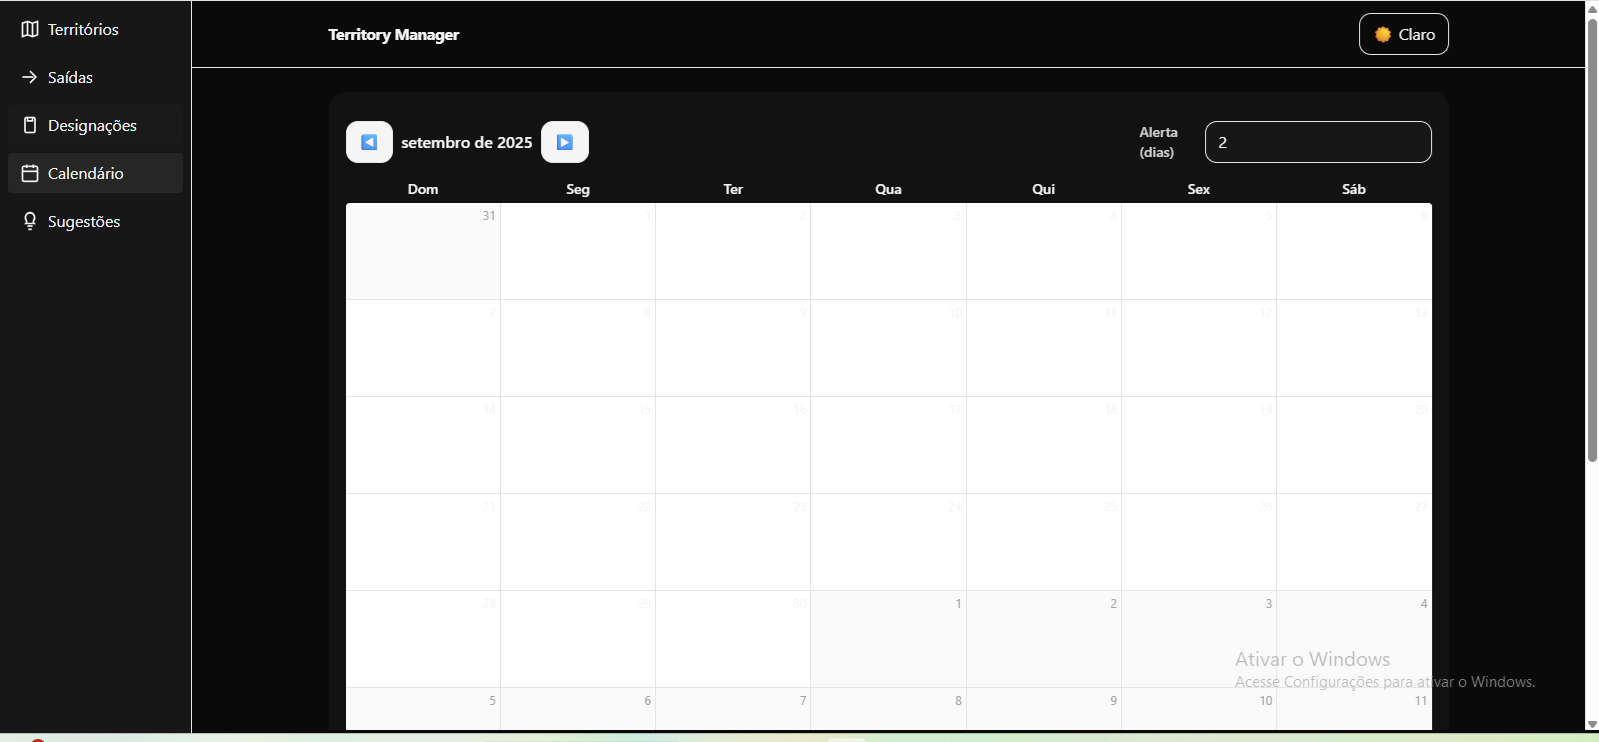 Territórios
Saídas
Designações
Calendário
Sugestões
Territory Manager
Claro
setembro de 2025
Alerta
(dias)
2
Dom Seg Ter Qua Qui Sex Sáb
31 1 2 3 4 5 6
7 8 9 10 11 12 13
14 15 16 17 18 19 20
21 22 23 24 25 26 27
28 29 30 1 2 3 4
5 6 7 8 9 10 11
Ativar o Windows
Acesse Configurações para ativar o Windows.